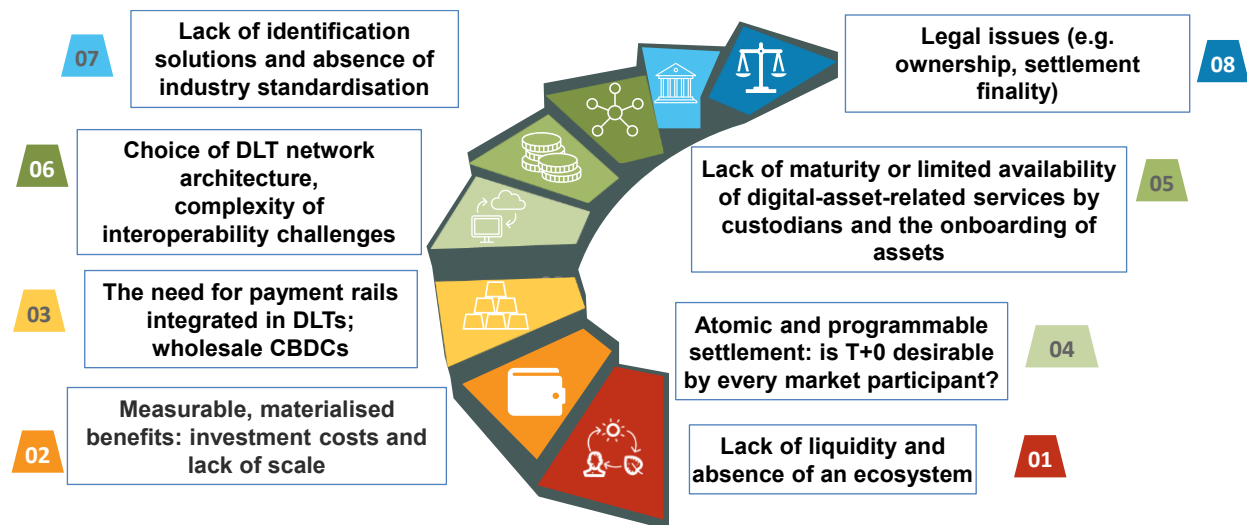 07
Lack of identification
solutions and absence of
industry standardisation
Legal issues (e.g.
ownership, settlement
finality)
08
06
Choice of DLT network
architecture,
complexity of
interoperability challenges
Lack of maturity or limited availability
of digital-asset-related services by
custodians and the onboarding of
assets
05
03
The need for payment rails
integrated in DLTs;
wholesale CBDCs
Atomic and programmable
settlement: is T+0 desirable
by every market participant?
04
02
Measurable, materialised
benefits: investment costs and
lack of scale
Lack of liquidity and
absence of an ecosystem
01